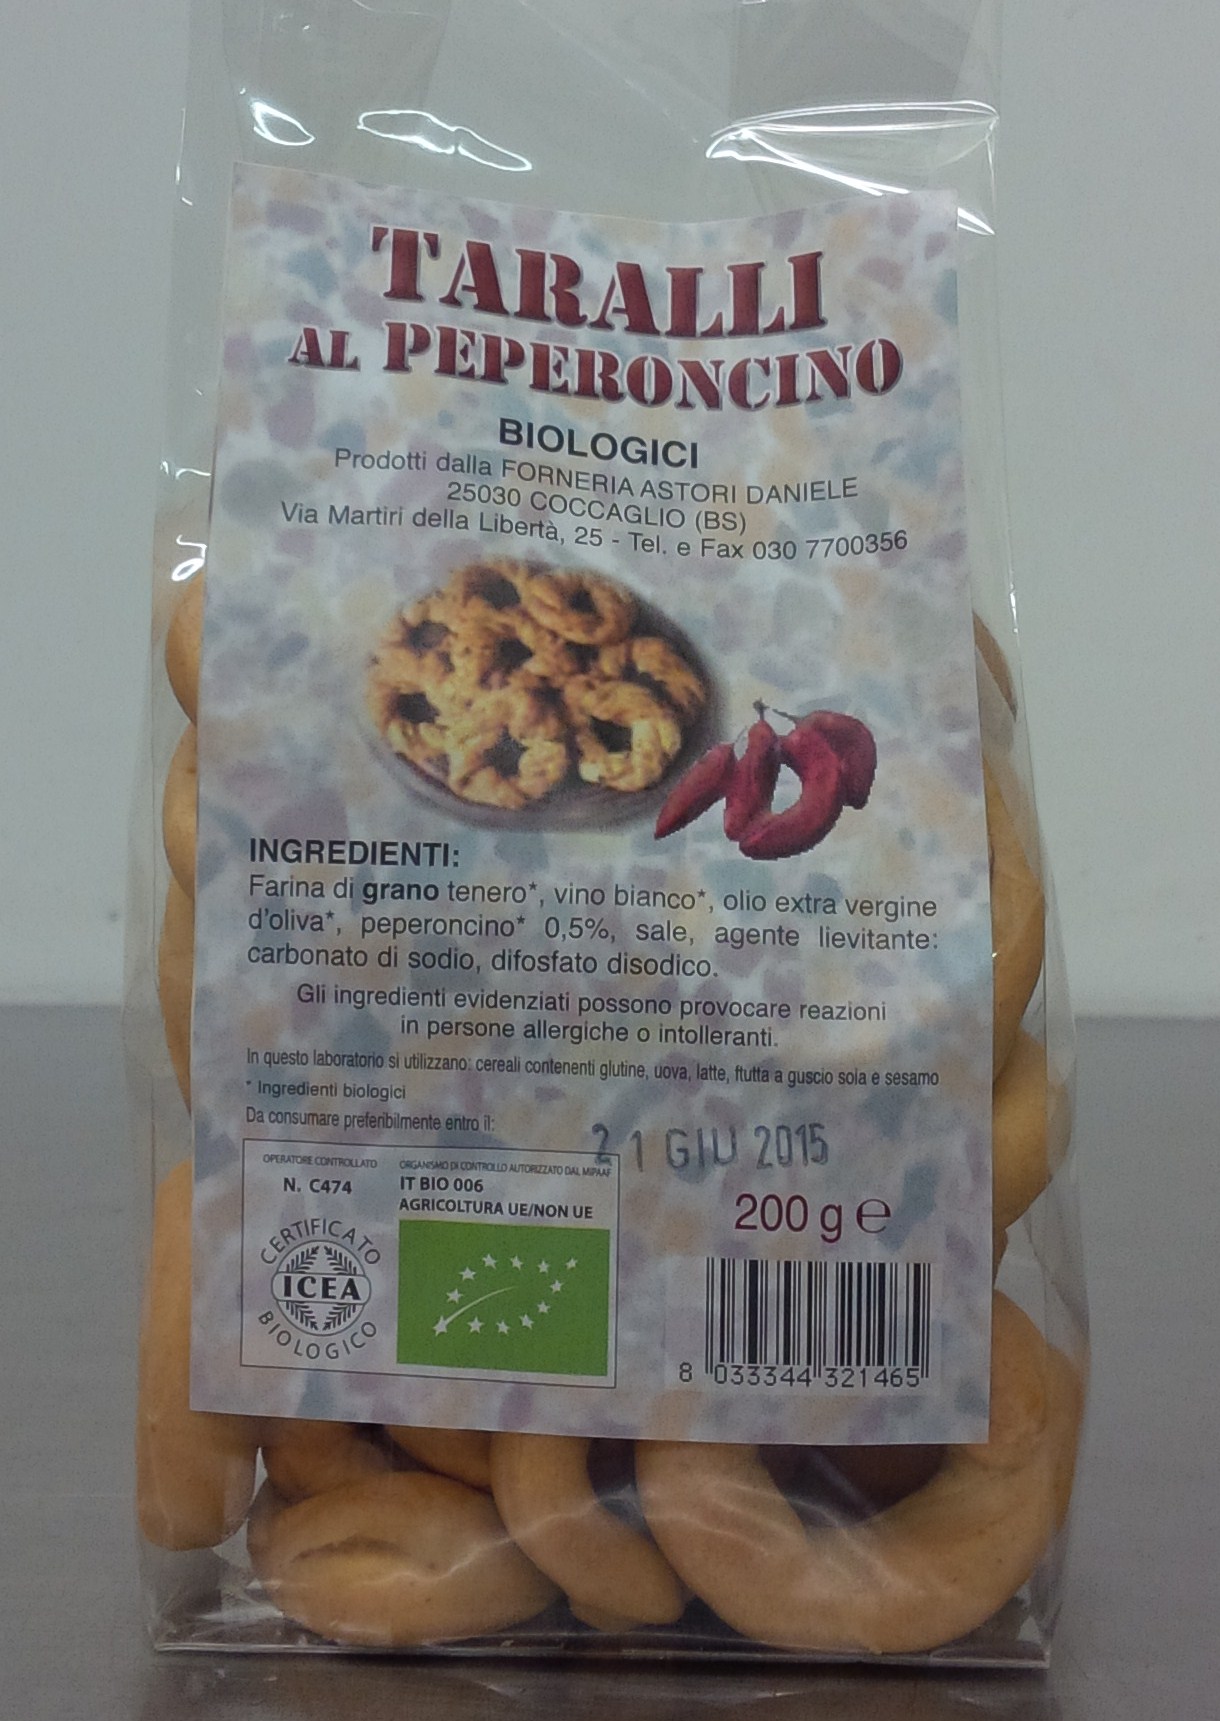 TARALLI
AL PEPERONCINO
BIOLOGICI
Prodotti dalla FORNERIA ASTORI DANIELE
25030 COCCAGLIO (BS)
Via Martiri della Libertà, 25 - Tel. e Fax 030 7700356
INGREDIENTI:
Farina di grano tenero*, vino bianco*, olio extra vergine
d'oliva*, peperoncino* 0,5%, sale, agente lievitante:
carbonato di sodio, difosfato disodico.
Gli ingredienti evidenziati possono provocare reazioni
in persone allergiche o intolleranti.
In questo laboratorio si utilizzano: cereali contenenti glutine, uova, latte, ftutta a guscio soia e sesamo
* Ingredienti biologici
Da consumare preferibilmente entro il:
21 GIU 2015
OPERATORE CONTROLLATO
N. C474
CERTIFICATO
ICEA
BIOLOGICO
ORGANISMO DI CONTROLLO AUTORIZZATO DAL MIPAAF
IT BIO 006
AGRICOLTURA UE/NON UE
200 g e
8 033344 321465